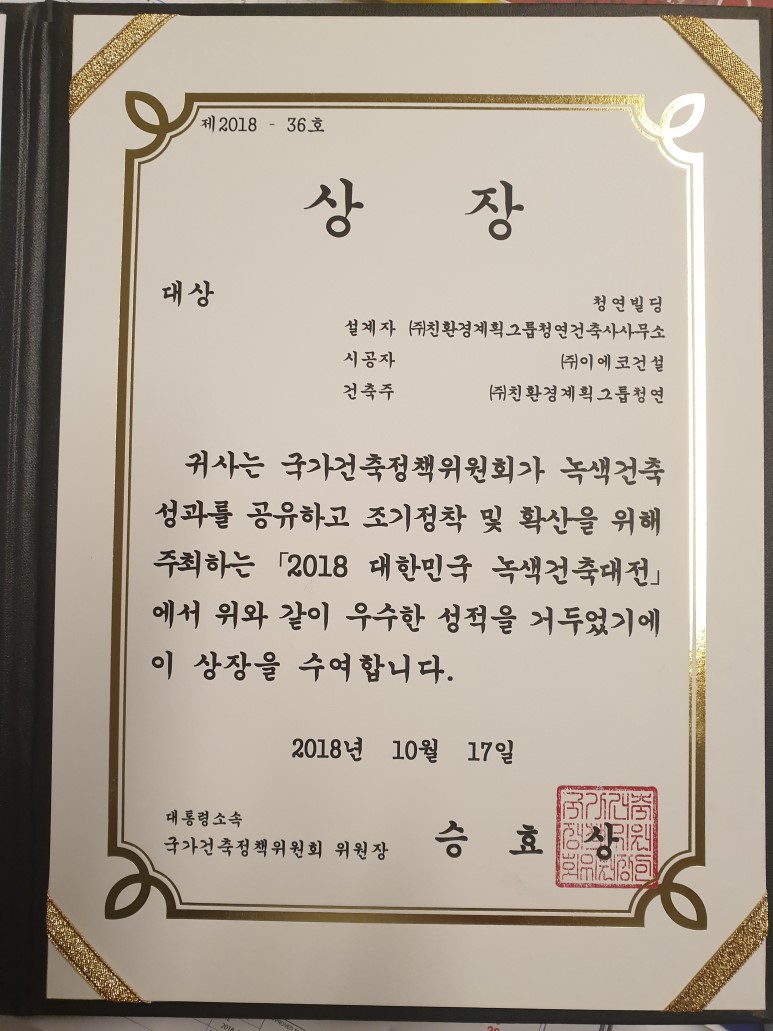 제2018 - 36호
상 장
대상
청연빌딩
설계자 ㈜친환경계획그룹청연건축사사무소
시공자 ㈜이에코건설
건축주 ㈜친환경계획그룹청연
귀사는 국가건축정책위원회가 녹색건축
성과를 공유하고 조기정착 및 확산을 위해
주최하는 「2018 대한민국 녹색건축대전」
에서 위와 같이 우수한 성적을 거두었기에
이 상장을 수여합니다.
2018년 10월 17일
대통령소속
국가건축정책위원회 위원장 승 효 상